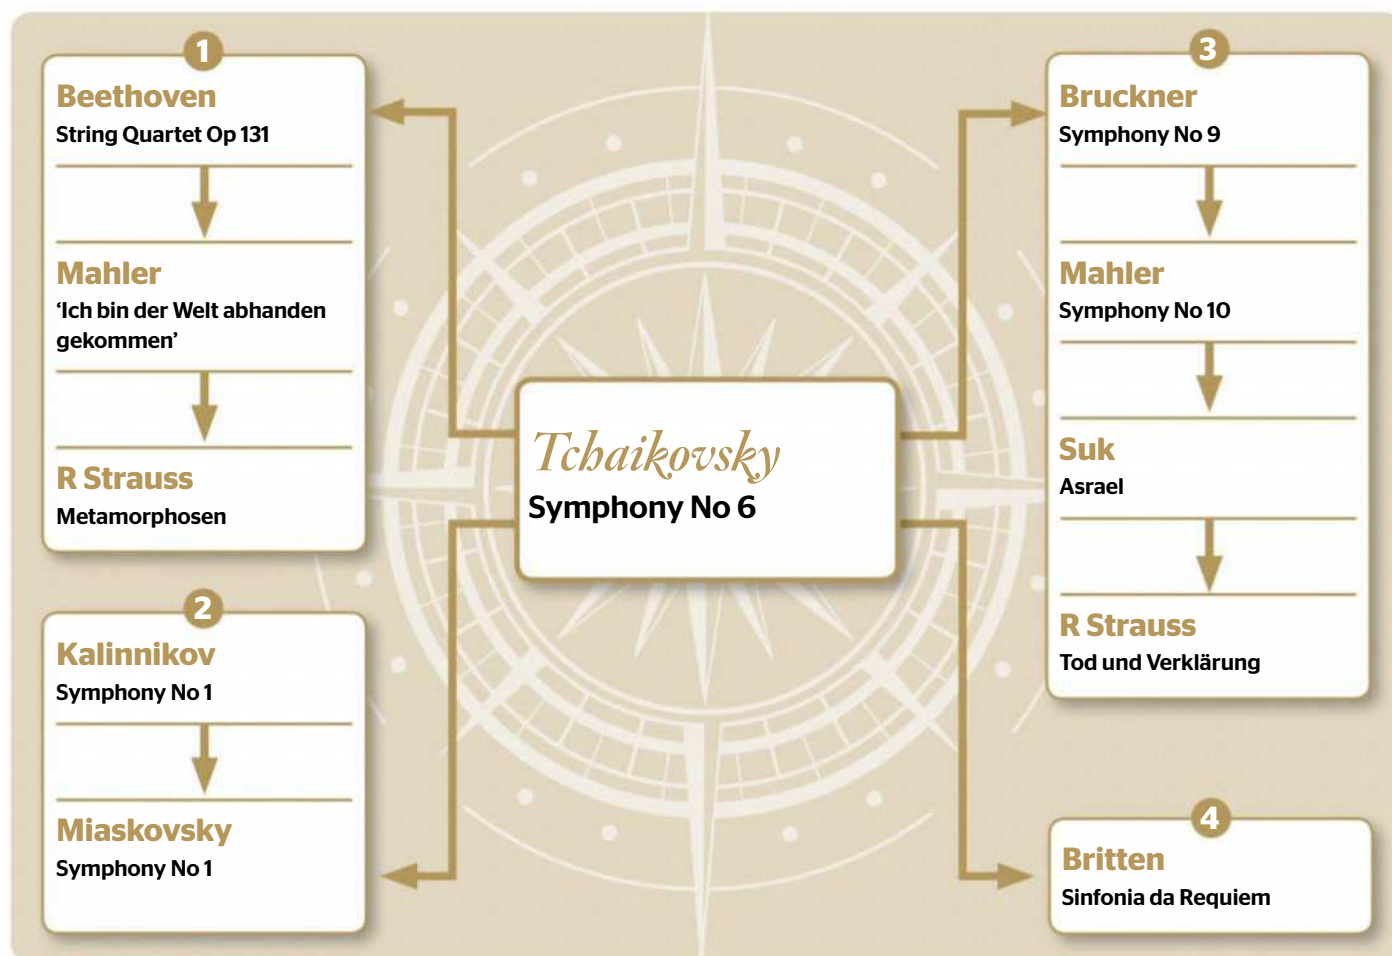 1
Beethoven
String Quartet Op 131
Mahler
‘Ich bin der Welt abhanden
gekommen’
R Strauss
Metamorphosen
2
Kalinnikov
Symphony No 1
Miaskovsky
Symphony No 1
Tchaikovsky
Symphony No 6
3
Bruckner
Symphony No 9
Mahler
Symphony No 10
Suk
Asrael
R Strauss
Tod und Verklärung
4
Britten
Sinfonia da Requiem